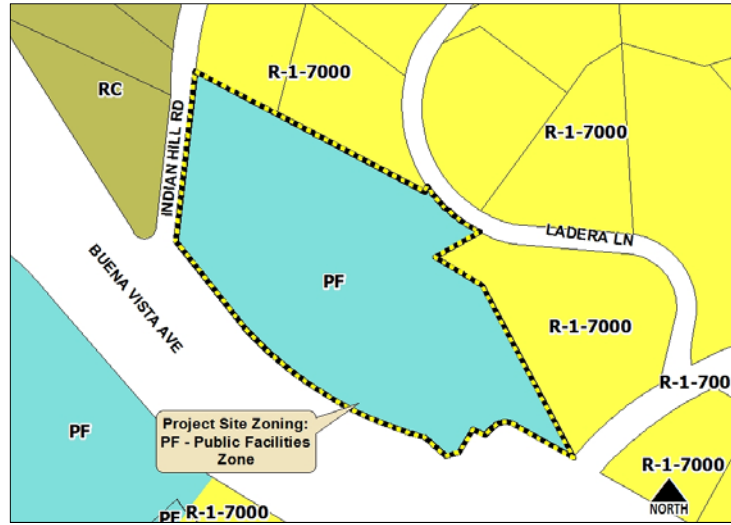 R-1-7000
RC
INDIAN HILL RD
R-1-7000
LADERA LN
BUENA VISTA AVE
PF
R-1-7000
R-1-700
Project Site Zoning:
PF - Public Facilities
Zone
PF
R-1-7000
PF
R-1-7000
NORTH